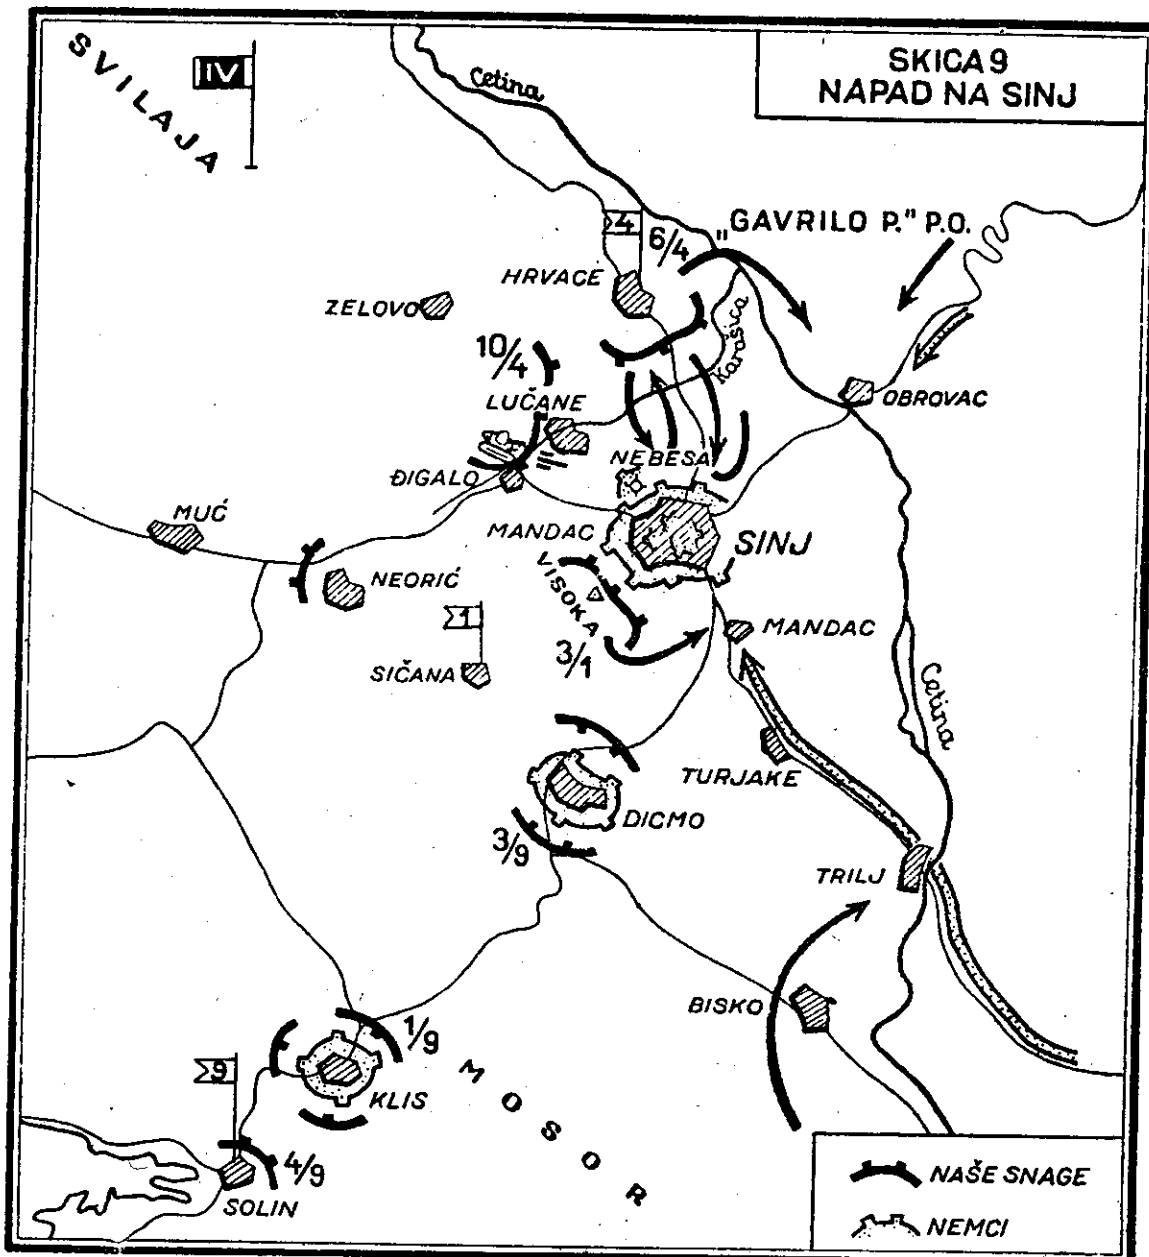 SKICA 9
NAPAD NA SINJ
SVILAJA
IV
Cetina
4
6/4
"GAVRILO P." P.O.
HRVACE
ZELOVO
Karašica
10/4
LUČANE
OBROVAC
NEBESA
ĐIGALO
MUĆ
MANDAC
SINJ
NEORIĆ
VISOKA
1
MANDAC
3/1
SIČANA
Cetina
TURJAKE
DICMO
3/9
TRILJ
BISKO
1/9
9
KLIS
MOSOR
4/9
SOLIN
NAŠE SNAGE
NEMCI